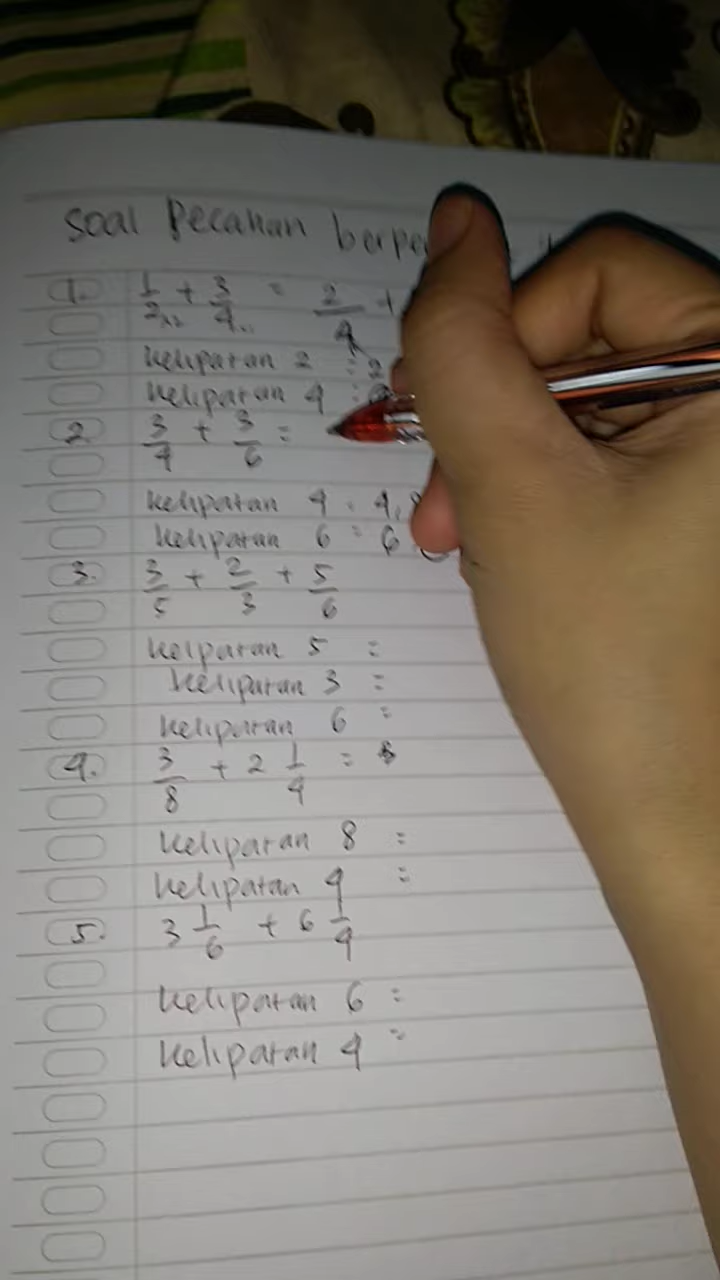 Soal Pecahan
1. 1/2 x2 + 3/4 = 2/4 +
Kelipatan 2 : 2
Kelipatan 4 :
2. 3/4 + 3/6 =
Kelipatan 4 : 4, 8
Kelipatan 6 = 6
3. 3/5 + 2/3 + 5/6
Kelpatan 5 =
Kelipatan 3 =
Kelipatan 6 =
4. 3/8 + 2 1/4 =
Kelipatan 8 =
Kelipatan 4 =
5. 3 1/6 + 6 1/4
Kelipatan 6 =
Kelipatan 4 =